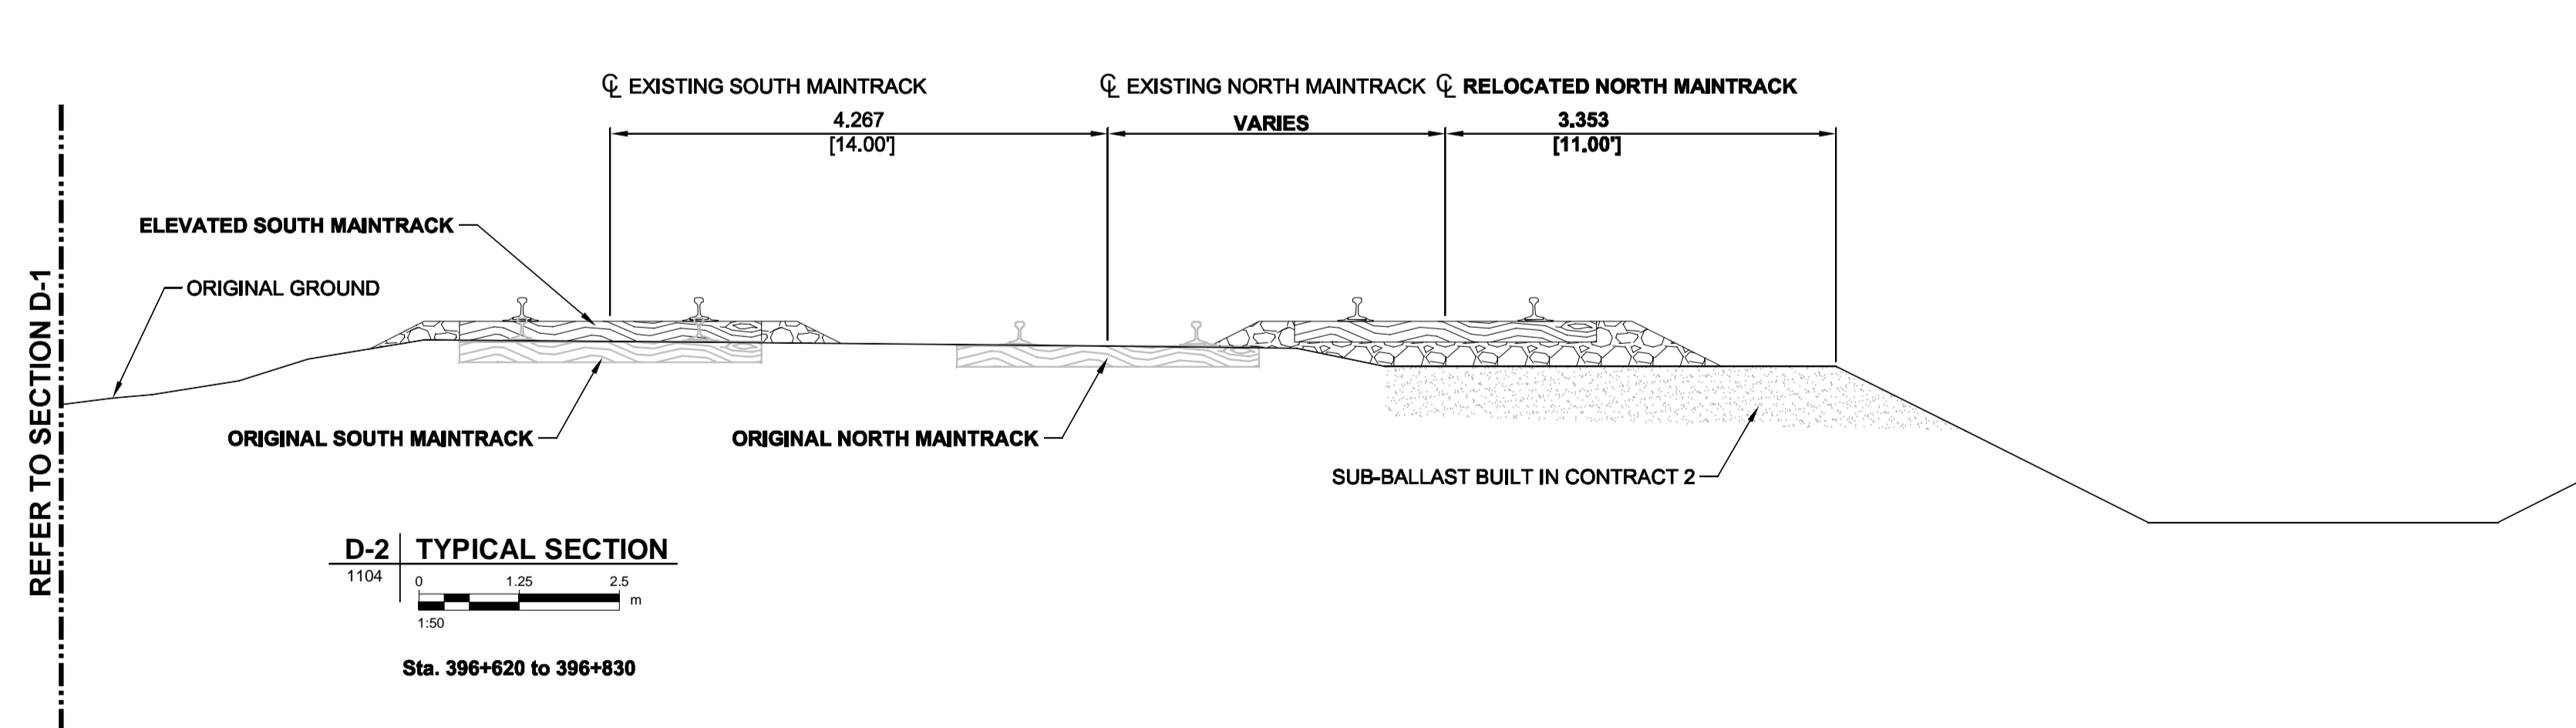 ℄ EXISTING SOUTH MAINTRACK
℄ EXISTING NORTH MAINTRACK
℄ RELOCATED NORTH MAINTRACK
4.267
[14.00']
VARIES
3.353
[11.00']
ELEVATED SOUTH MAINTRACK
ORIGINAL GROUND
REFER TO SECTION D-1
ORIGINAL SOUTH MAINTRACK
ORIGINAL NORTH MAINTRACK
SUB-BALLAST BUILT IN CONTRACT 2
D-2 TYPICAL SECTION
1104
0 1.25 2.5
m
1:50
Sta. 396+620 to 396+830